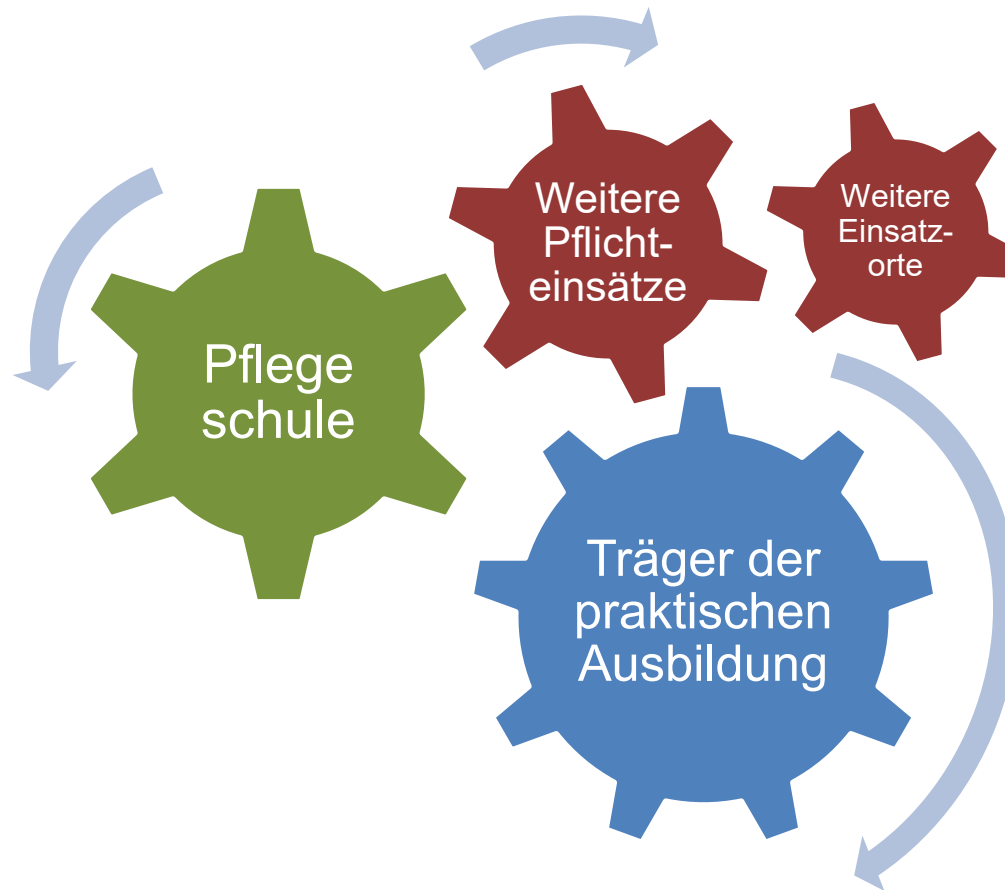 Weitere
Pflicht-
einsätze
Weitere
Einsatz-
orte
Pflege
schule
Träger der
praktischen
Ausbildung